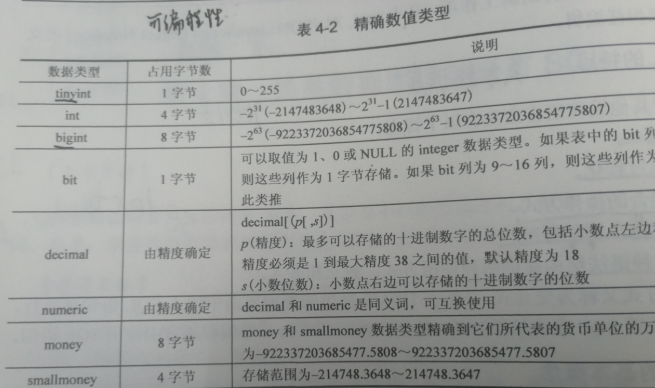 可编程性
表 4-2 精确数值类型
数据类型 占用字节数 说明
tinyint 1 字节 0～255
int 4 字节 –2^31(–2147483648)～2^31–1(2147483647)
bigint 8 字节 –2^63(–9223372036854775808)～2^63–1(9223372036854775807)
可以取值为 1、0 或 NULL 的 integer 数据类型。如果表中的 bit 列
bit 1 字节 则这些列作为 1 字节存储。如果 bit 列为 9～16 列，则这些列作为
此类推
decimal[(p[ ,s])]
p(精度)：最多可以存储的十进制数字的总位数，包括小数点左边
decimal 由精度确定 精度必须是 1 到最大精度 38 之间的值，默认精度为 18
s(小数位数)：小数点右边可以存储的十进制数字的位数
numeric 由精度确定 decimal 和 numeric 是同义词，可互换使用
money 和 smallmoney 数据类型精确到它们所代表的货币单位的万
money 8 字节 为–922337203685477.5808～922337203685477.5807
smallmoney 4 字节 存储范围为–214748.3648～214748.3647